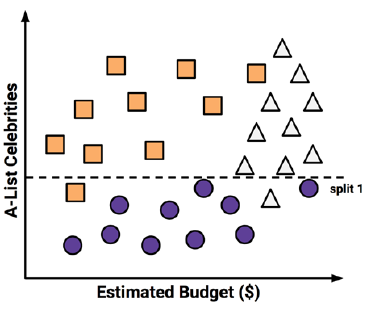 A-List Celebrities
split 1
Estimated Budget ($)